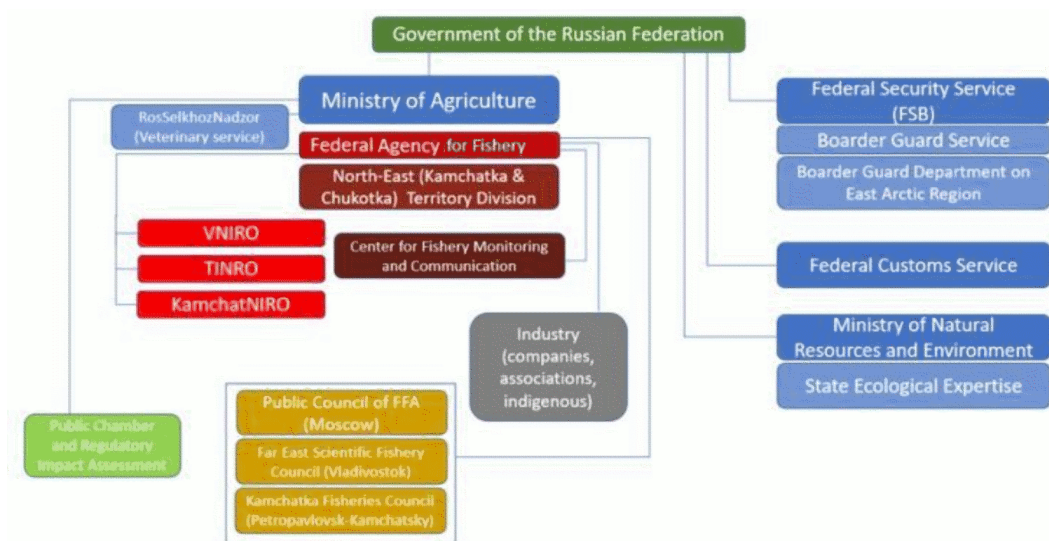 Government of the Russian Federation
Ministry of Agriculture
RosSelkhozNadzor
(Veterinary service)
Federal Agency for Fishery
North-East (Kamchatka &
Chukotka) Territory Division
VNIRO
TINRO
KamchatNIRO
Center for Fishery Monitoring
and Communication
Industry
(companies,
associations,
indigenous)
Public Chamber
and Regulatory
Impact Assessment
Public Council of FFA
(Moscow)
Far East Scientific Fishery
Council (Vladivostok)
Kamchatka Fisheries Council
(Petropavlovsk-Kamchatsky)
Federal Security Service
(FSB)
Boarder Guard Service
Boarder Guard Department on
East Arctic Region
Federal Customs Service
Ministry of Natural
Resources and Environment
State Ecological Expertise